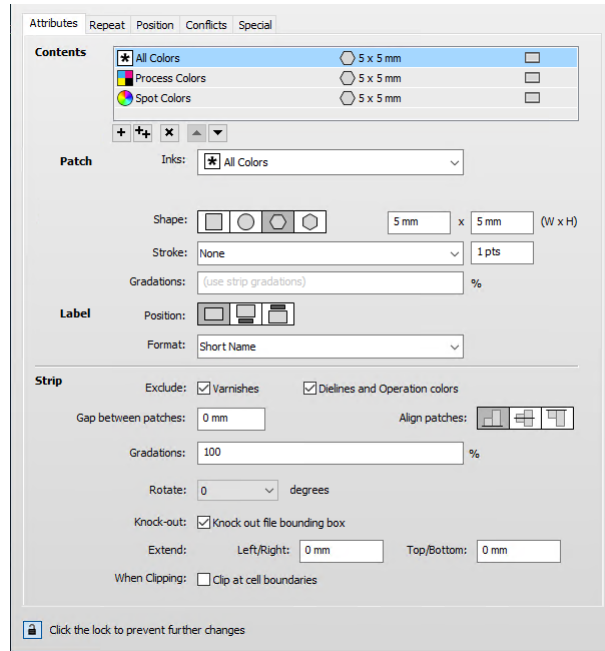 Attributes Repeat Position Conflicts Special
Contents
All Colors 5 x 5 mm
Process Colors 5 x 5 mm
Spot Colors 5 x 5 mm
Patch Inks: All Colors
Shape: 5 mm x 5 mm (W x H)
Stroke: None 1 pts
Gradations: (use strip gradations) %
Label Position:
Format: Short Name
Strip Exclude: Varnishes Dielines and Operation colors
Gap between patches: 0 mm Align patches:
Gradations: 100 %
Rotate: 0 degrees
Knock-out: Knock out file bounding box
Extend: Left/Right: 0 mm Top/Bottom: 0 mm
When Clipping: Clip at cell boundaries
Click the lock to prevent further changes